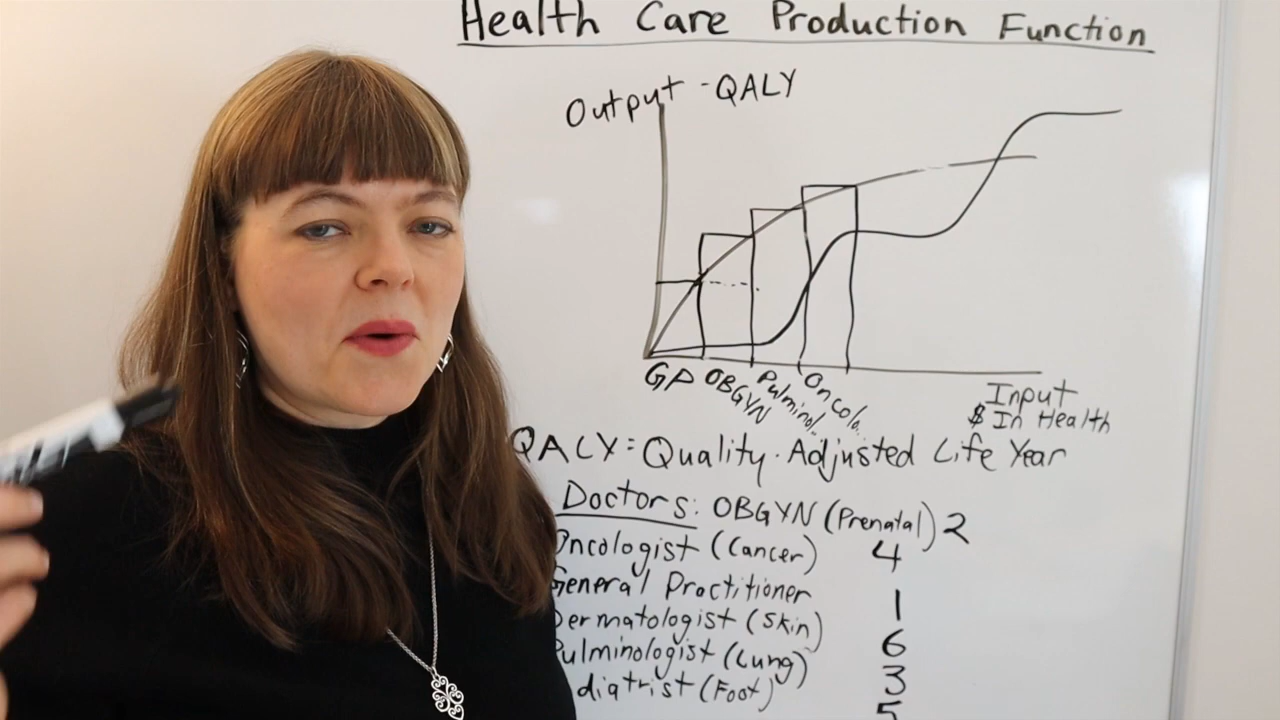 Health Care Production Function
Output - QALY
GP OBGYN Pulminol. Oncolo.
Input
$ In Health
QALY = Quality. Adjusted Life Year
Doctors: OBGYN (Prenatal) 2
Oncologist (Cancer) 4
General Practitioner 1
Dermatologist (Skin) 6
Pulminologist (Lung) 3
diatrist (Foot) 5